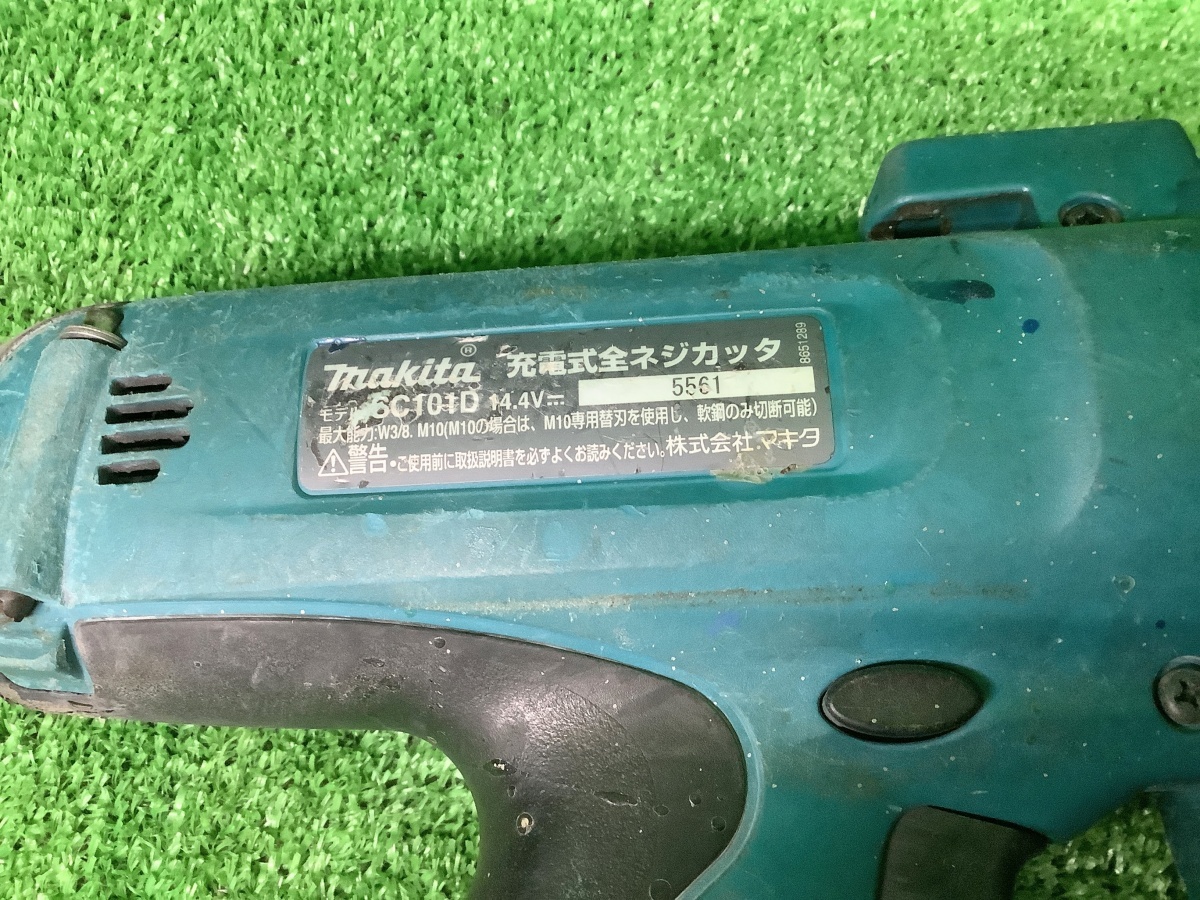 makita® 充電式全ネジカッタ
モデル SC101D 14.4V⎓ 5561
最大能力:W3/8. M10(M10の場合は、M10専用替刃を使用し、軟鋼のみ切断可能)
⚠警告・ご使用前に取扱説明書を必ずよくお読みください。株式会社マキタ
8651289